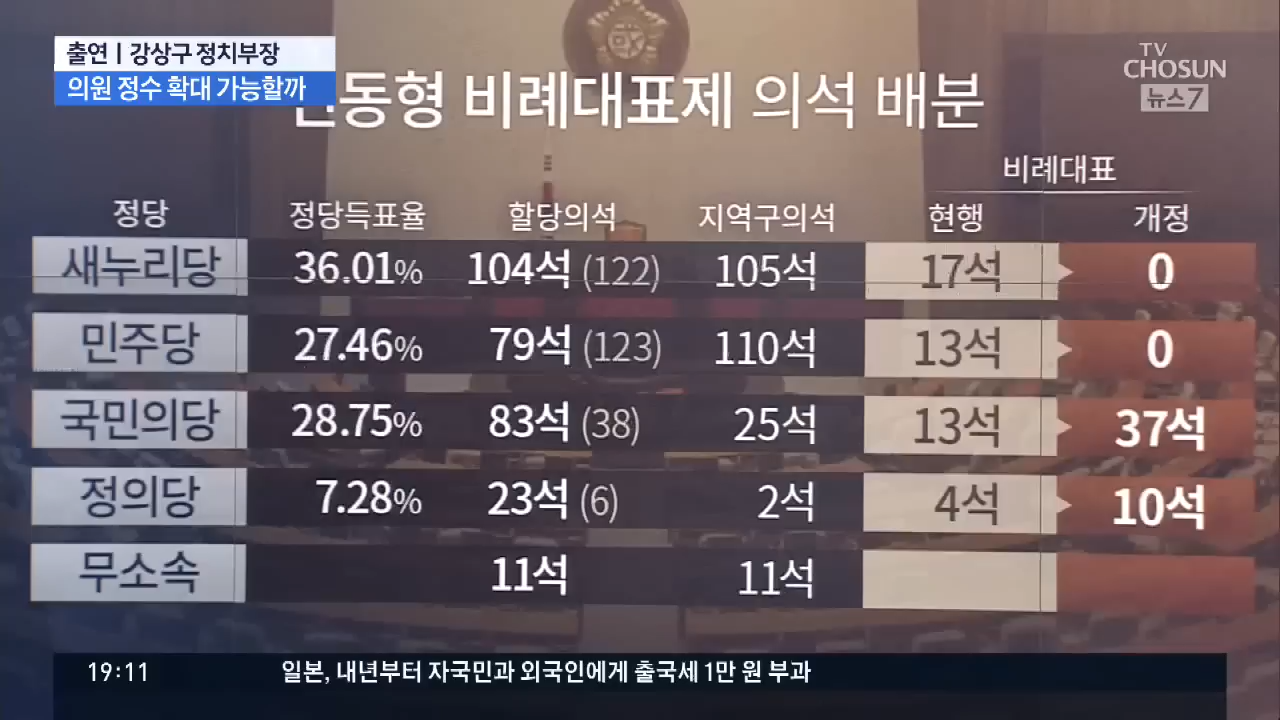 출연 | 강상구 정치부장
의원 정수 확대 가능할까
TV
CHOSUN
뉴스7
연동형 비례대표제 의석 배분
비례대표
정당 정당득표율 할당의석 지역구의석 현행 개정
새누리당 36.01% 104석 (122) 105석 17석 0
민주당 27.46% 79석 (123) 110석 13석 0
국민의당 28.75% 83석 (38) 25석 13석 37석
정의당 7.28% 23석 (6) 2석 4석 10석
무소속 11석 11석
19:11 일본, 내년부터 자국민과 외국인에게 출국세 1만 원 부과